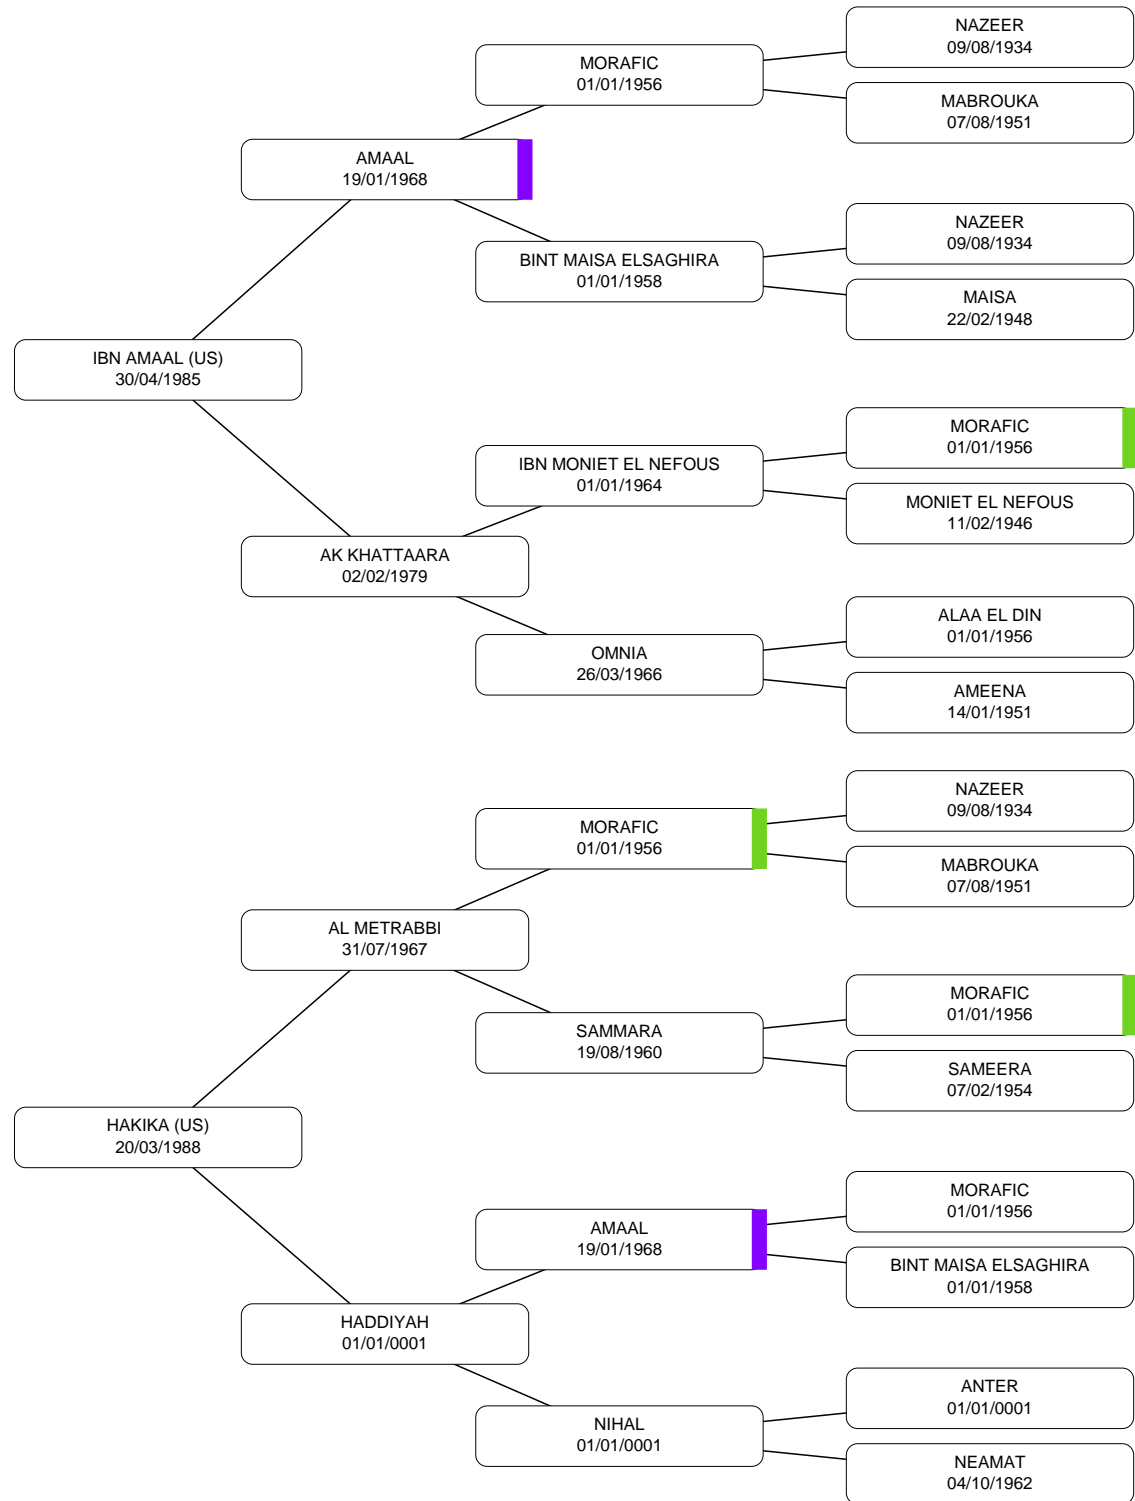 NAZEER
09/08/1934
MORAFIC
01/01/1956
MABROUKA
07/08/1951
AMAAL
19/01/1968
NAZEER
09/08/1934
BINT MAISA ELSAGHIRA
01/01/1958
MAISA
22/02/1948
IBN AMAAL (US)
30/04/1985
MORAFIC
01/01/1956
IBN MONIET EL NEFOUS
01/01/1964
MONIET EL NEFOUS
11/02/1946
AK KHATTAARA
02/02/1979
ALAA EL DIN
01/01/1956
OMNIA
26/03/1966
AMEENA
14/01/1951
NAZEER
09/08/1934
MORAFIC
01/01/1956
MABROUKA
07/08/1951
AL METRABBI
31/07/1967
MORAFIC
01/01/1956
SAMMARA
19/08/1960
SAMEERA
07/02/1954
HAKIKA (US)
20/03/1988
MORAFIC
01/01/1956
AMAAL
19/01/1968
BINT MAISA ELSAGHIRA
01/01/1958
HADDIYAH
01/01/0001
ANTER
01/01/0001
NIHAL
01/01/0001
NEAMAT
04/10/1962